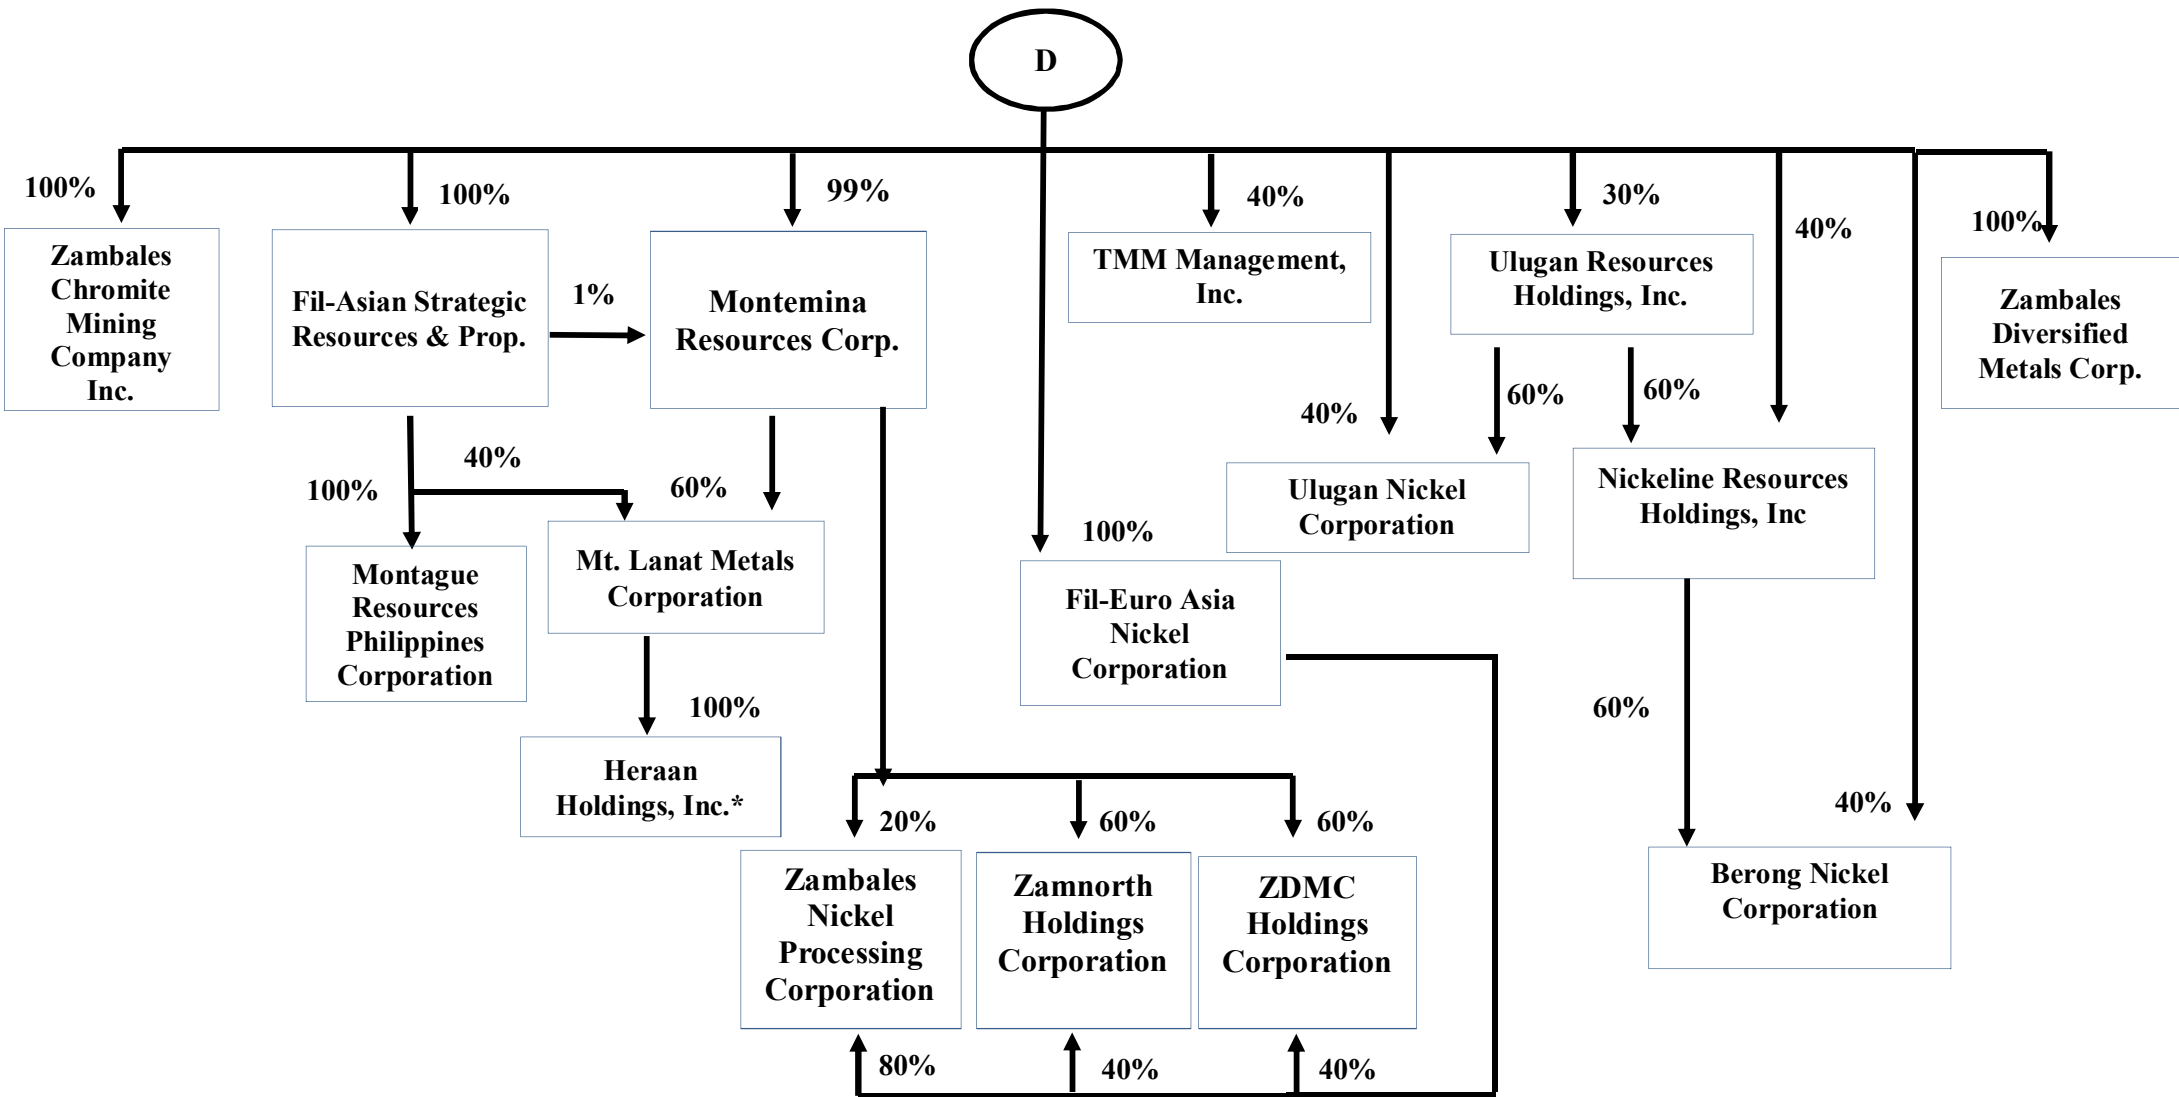 D
100%
100%
99%
40%
30%
40%
100%
Zambales
Chromite
Mining
Company
Inc.
Fil-Asian Strategic
Resources & Prop.
1%
Montemina
Resources Corp.
TMM Management,
Inc.
Ulugan Resources
Holdings, Inc.
Zambales
Diversified
Metals Corp.
40%
60%
60%
100%
40%
60%
Ulugan Nickel
Corporation
Nickeline Resources
Holdings, Inc
Montague
Resources
Philippines
Corporation
Mt. Lanat Metals
Corporation
100%
Fil-Euro Asia
Nickel
Corporation
100%
60%
Heraan
Holdings, Inc.*
20%
60%
60%
40%
Zambales
Nickel
Processing
Corporation
Zamnorth
Holdings
Corporation
ZDMC
Holdings
Corporation
Berong Nickel
Corporation
80%
40%
40%